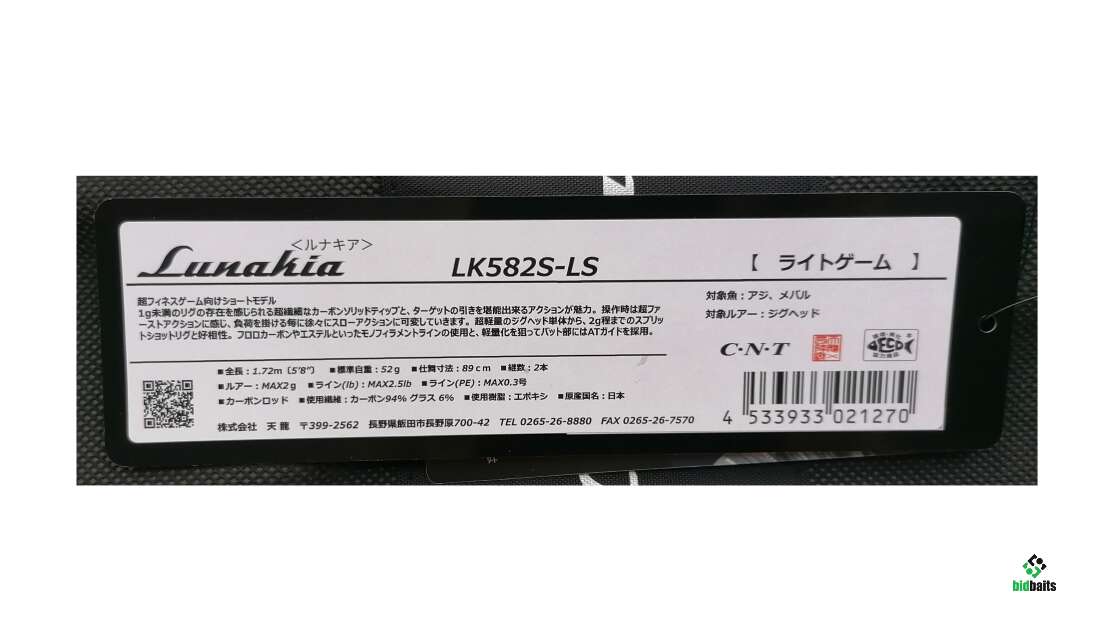 <ルナキア>
Lunakia
LK582S-LS
【 ライトゲーム 】
超フィネスゲーム向けショートモデル
1g未満のリグの存在を感じられる超繊細なカーボンソリッドティップと、ターゲットの引きを堪能出来るアクションが魅力。操作時は超ファ
ーストアクションに感じ、負荷を掛ける毎に徐々にスローアクションに可変していきます。超軽量のジグヘッド単体から、2g程までのスプリッ
トショットリグと好相性。フロロカーボンやエステルといったモノフィラメントラインの使用と、軽量化を狙ってバット部にはATガイドを採用。
対象魚：アジ、メバル
対象ルアー：ジグヘッド
C・N・T
ECO
■全長：1.72m（5'8"） ■標準自重：52g ■仕舞寸法：89cm ■継数：2本
■ルアー：MAX2g ■ライン(lb)：MAX2.5lb ■ライン(PE)：MAX0.3号
■カーボンロッド ■使用繊維：カーボン94% グラス 6% ■使用樹脂：エポキシ ■原産国名：日本
株式会社 天龍 〒399-2562 長野県飯田市長野原700-42 TEL 0265-26-8880 FAX 0265-26-7570
4 533933 021270
bidbaits